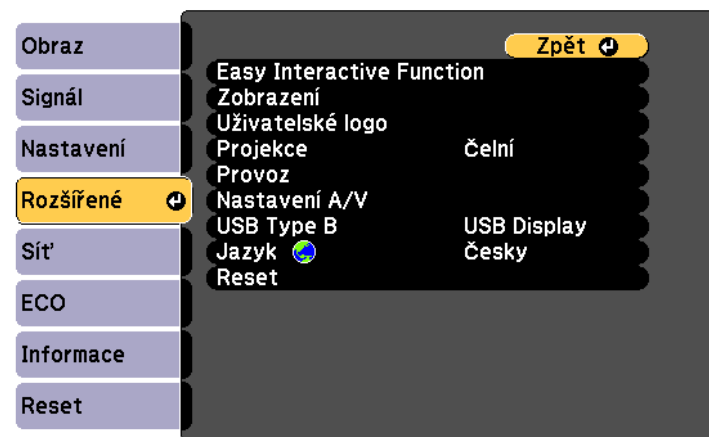 Obraz
Signál
Nastavení
Rozšířené
Síť
ECO
Informace
Reset
Zpět
Easy Interactive Function
Zobrazení
Uživatelské logo
Projekce Čelní
Provoz
Nastavení A/V
USB Type B USB Display
Jazyk Česky
Reset